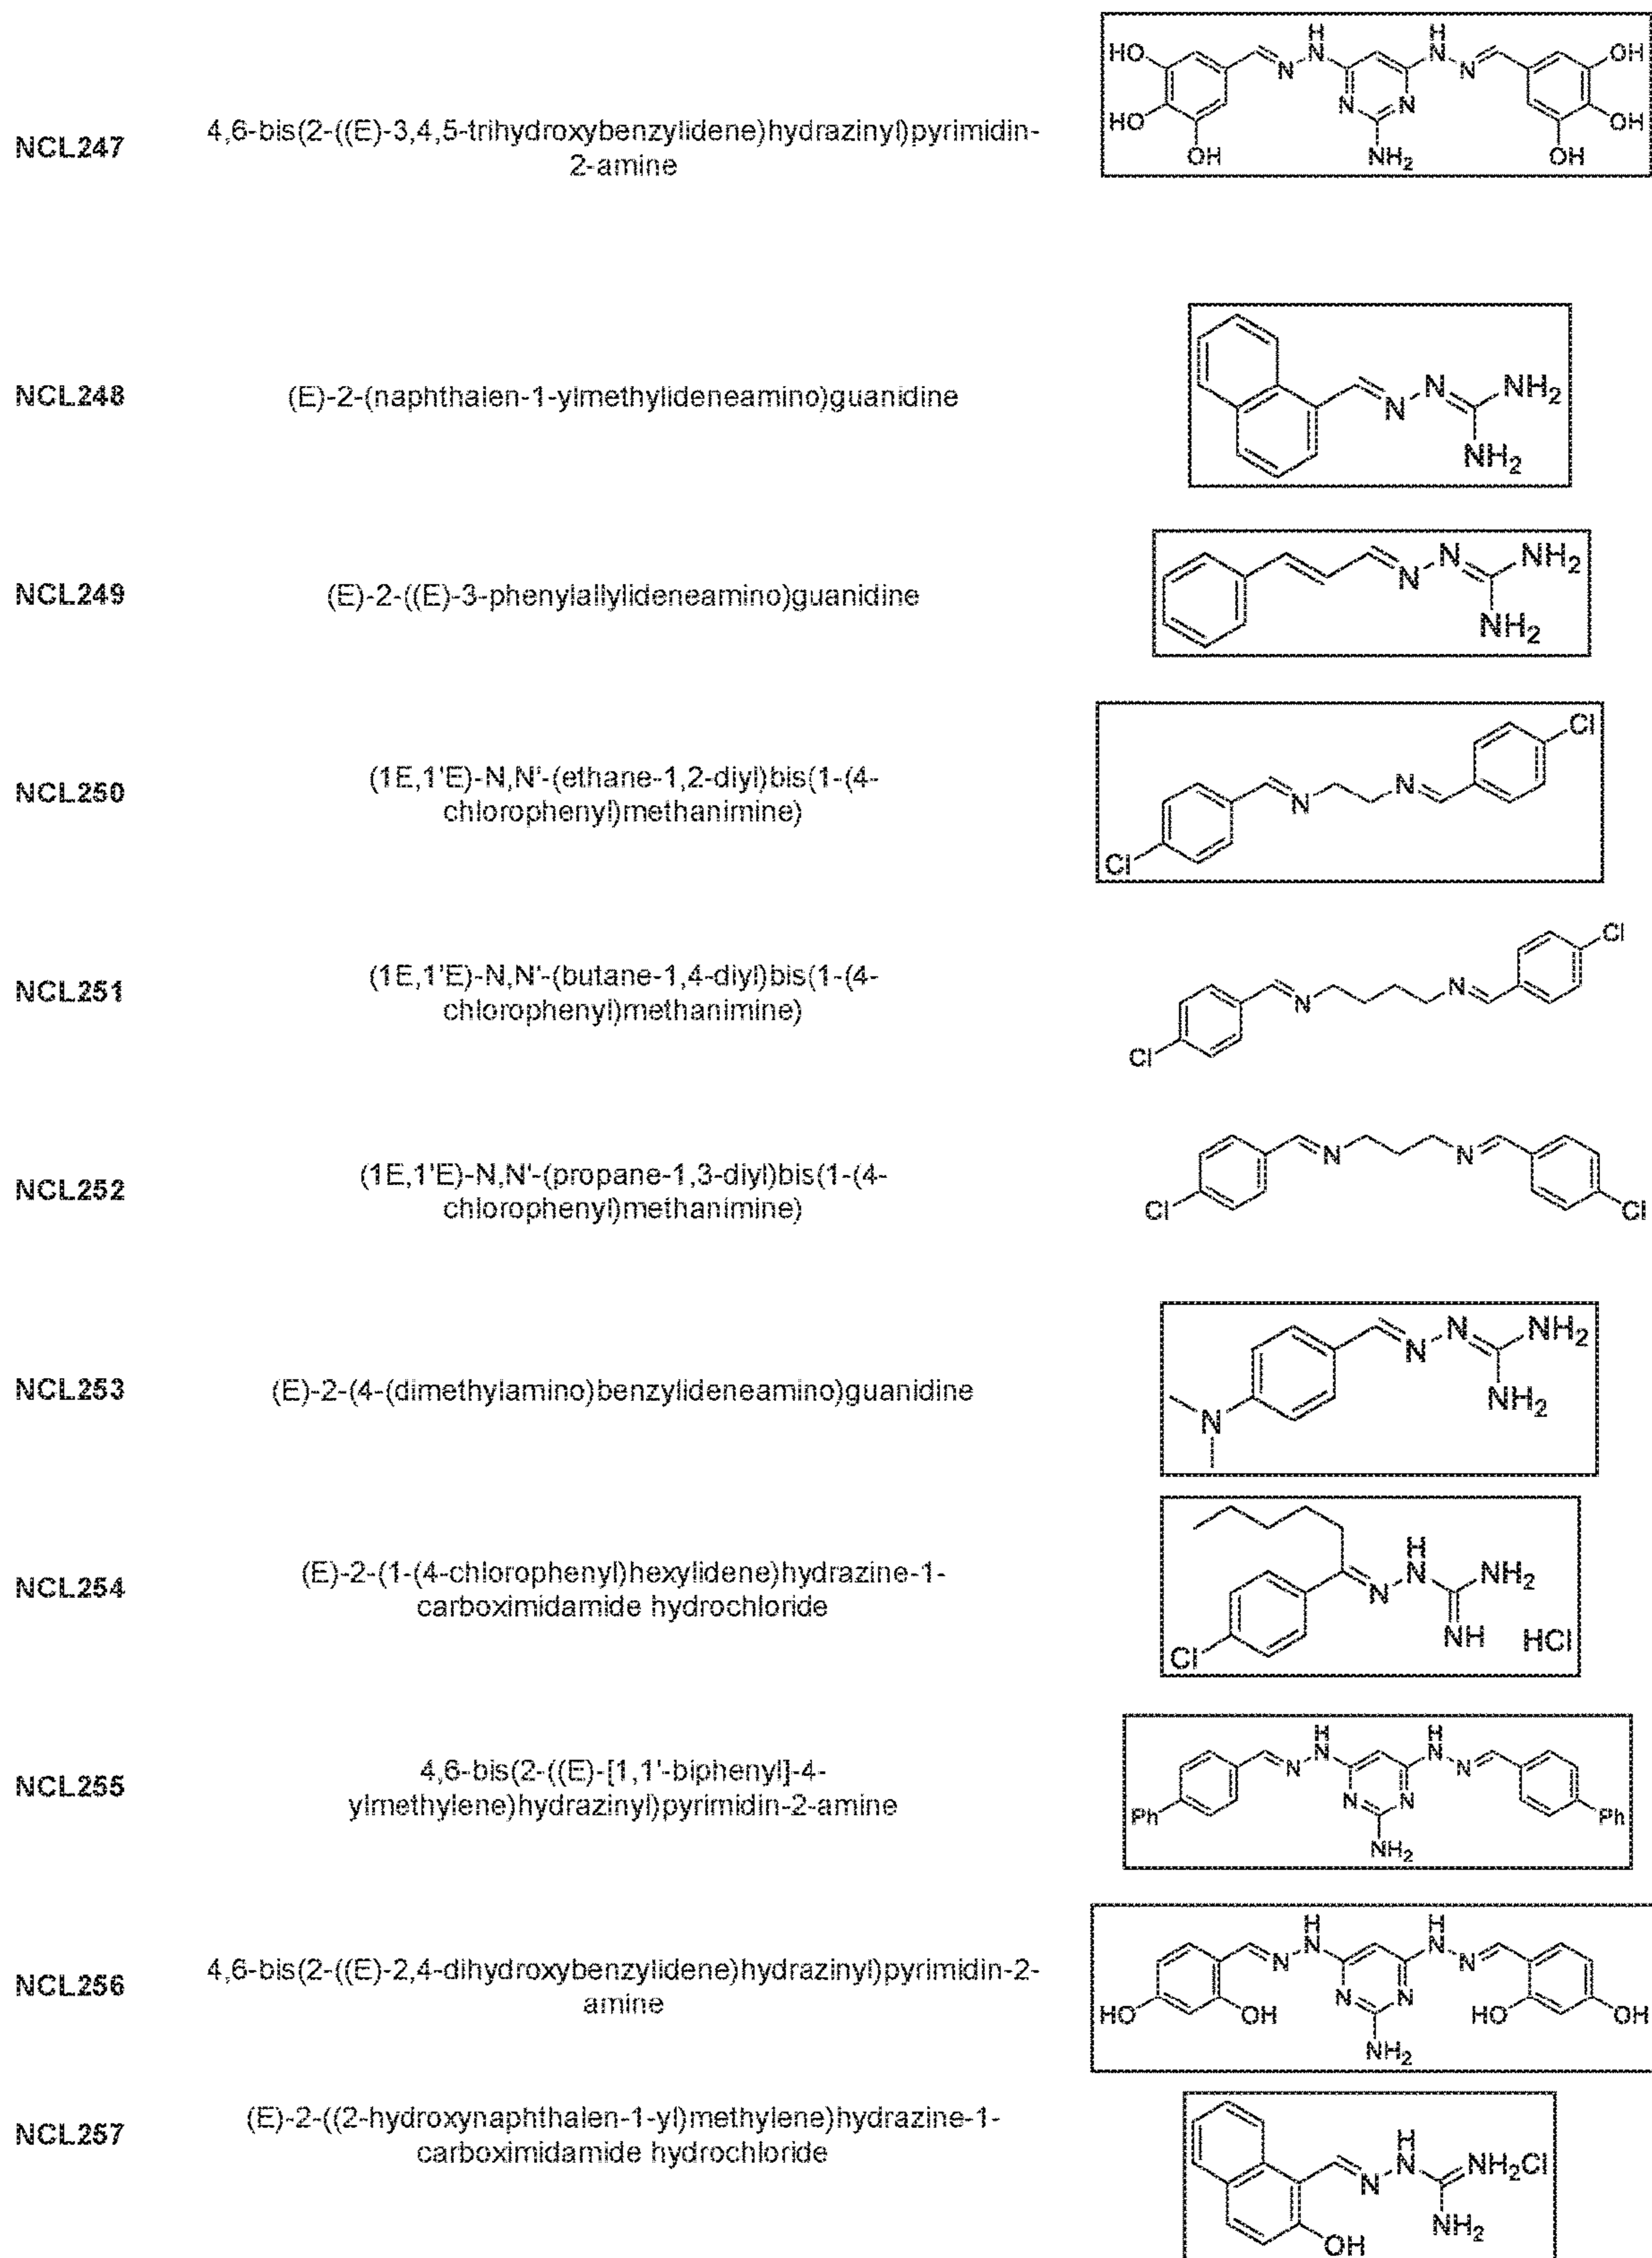 NCL247
4,6-bis(2-((E)-3,4,5-trihydroxybenzylidene)hydrazinyl)pyrimidin-
2-amine
HO
HO
OH
H
N
N
N
N
NH2
H
N
N
OH
OH
OH
NCL248
(E)-2-(naphthalen-1-ylmethylideneamino)guanidine
N
N
NH2
NH2
NCL249
(E)-2-((E)-3-phenylallylideneamino)guanidine
N
N
NH2
NH2
NCL250
(1E,1'E)-N,N'-(ethane-1,2-diyl)bis(1-(4-
chlorophenyl)methanimine)
Cl
N
N
Cl
NCL251
(1E,1'E)-N,N'-(butane-1,4-diyl)bis(1-(4-
chlorophenyl)methanimine)
Cl
N
N
Cl
NCL252
(1E,1'E)-N,N'-(propane-1,3-diyl)bis(1-(4-
chlorophenyl)methanimine)
Cl
N
N
Cl
NCL253
(E)-2-(4-(dimethylamino)benzylideneamino)guanidine
N
N
N
NH2
NH2
NCL254
(E)-2-(1-(4-chlorophenyl)hexylidene)hydrazine-1-
carboximidamide hydrochloride
Cl
N
H
N
NH2
NH
HCl
NCL255
4,6-bis(2-((E)-[1,1'-biphenyl]-4-
ylmethylene)hydrazinyl)pyrimidin-2-amine
Ph
N
H
N
N
N
NH2
H
N
N
Ph
NCL256
4,6-bis(2-((E)-2,4-dihydroxybenzylidene)hydrazinyl)pyrimidin-2-
amine
HO
OH
N
H
N
N
N
NH2
H
N
N
HO
OH
NCL257
(E)-2-((2-hydroxynaphthalen-1-yl)methylene)hydrazine-1-
carboximidamide hydrochloride
OH
N
H
N
NH2Cl
NH2